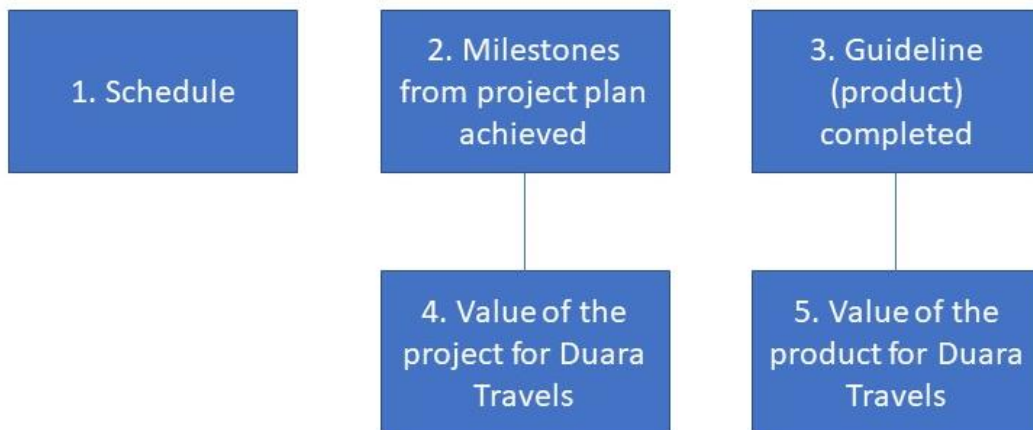 1. Schedule
2. Milestones
from project plan
achieved
3. Guideline
(product)
completed
4. Value of the
project for Duara
Travels
5. Value of the
product for Duara
Travels